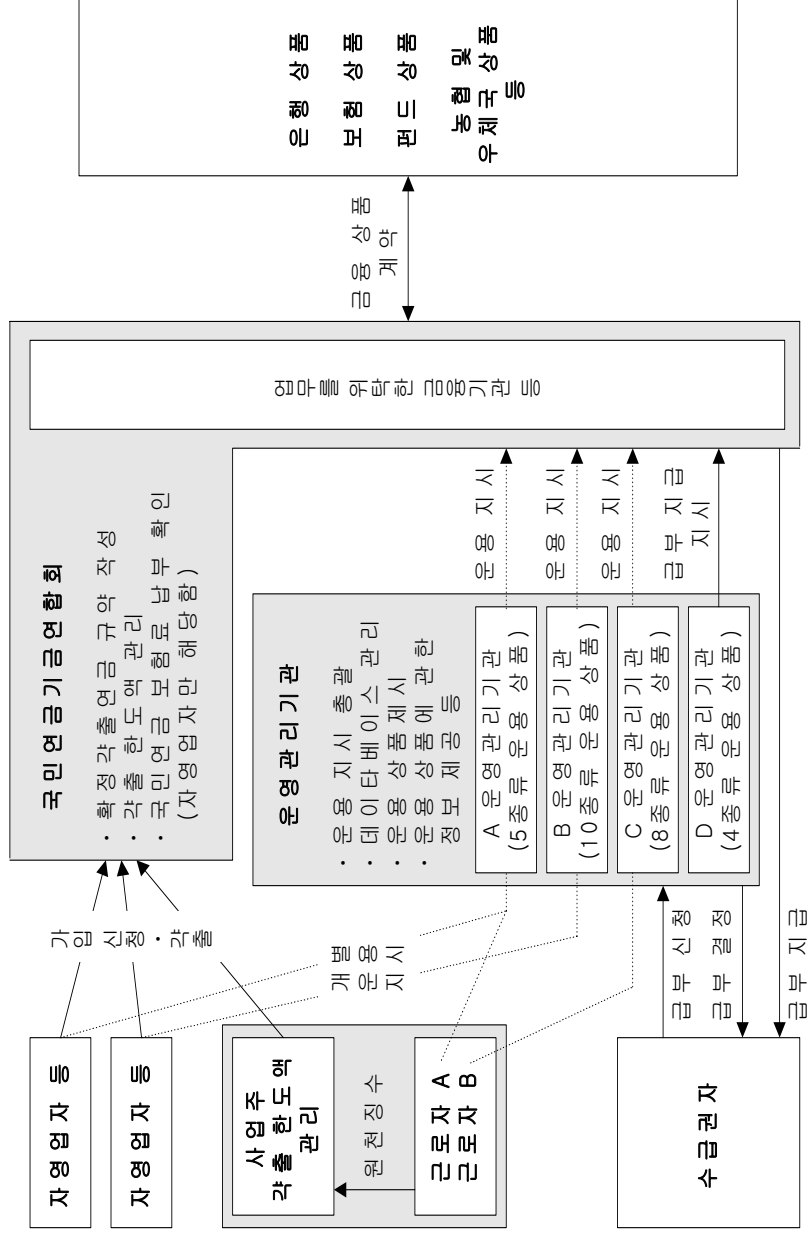 자영업자 등
자영업자 등
사업주
각출 한도액
관리
원천징수
근로자 A
근로자 B
수급권자
가입 신청·각출
개별
운용
지시
급부 신청
급부 결정
급부 지급
국민연금기금연합회
· 확정각출연금 규약 작성
· 각출 한도액 관리
· 국민연금 보험료 납부 확인
(자영업자만 해당함)
운영관리기관
· 운용 지시 총괄
· 데이타베이스 관리
· 운용 상품제시
· 운용 상품에 관한
정보 제공 등
A 운영관리기관
(5종류 운용 상품)
B 운영관리기관
(10종류 운용 상품)
C 운영관리기관
(8종류 운용 상품)
D 운영관리기관
(4종류 운용 상품)
운용 지시
운용 지시
운용 지시
급부 지급
지시
업무를 위탁한 금융기관 등
금융 상품
계약
은행 상품
보험 상품
펀드 상품
농협 및
우체국 상품
등